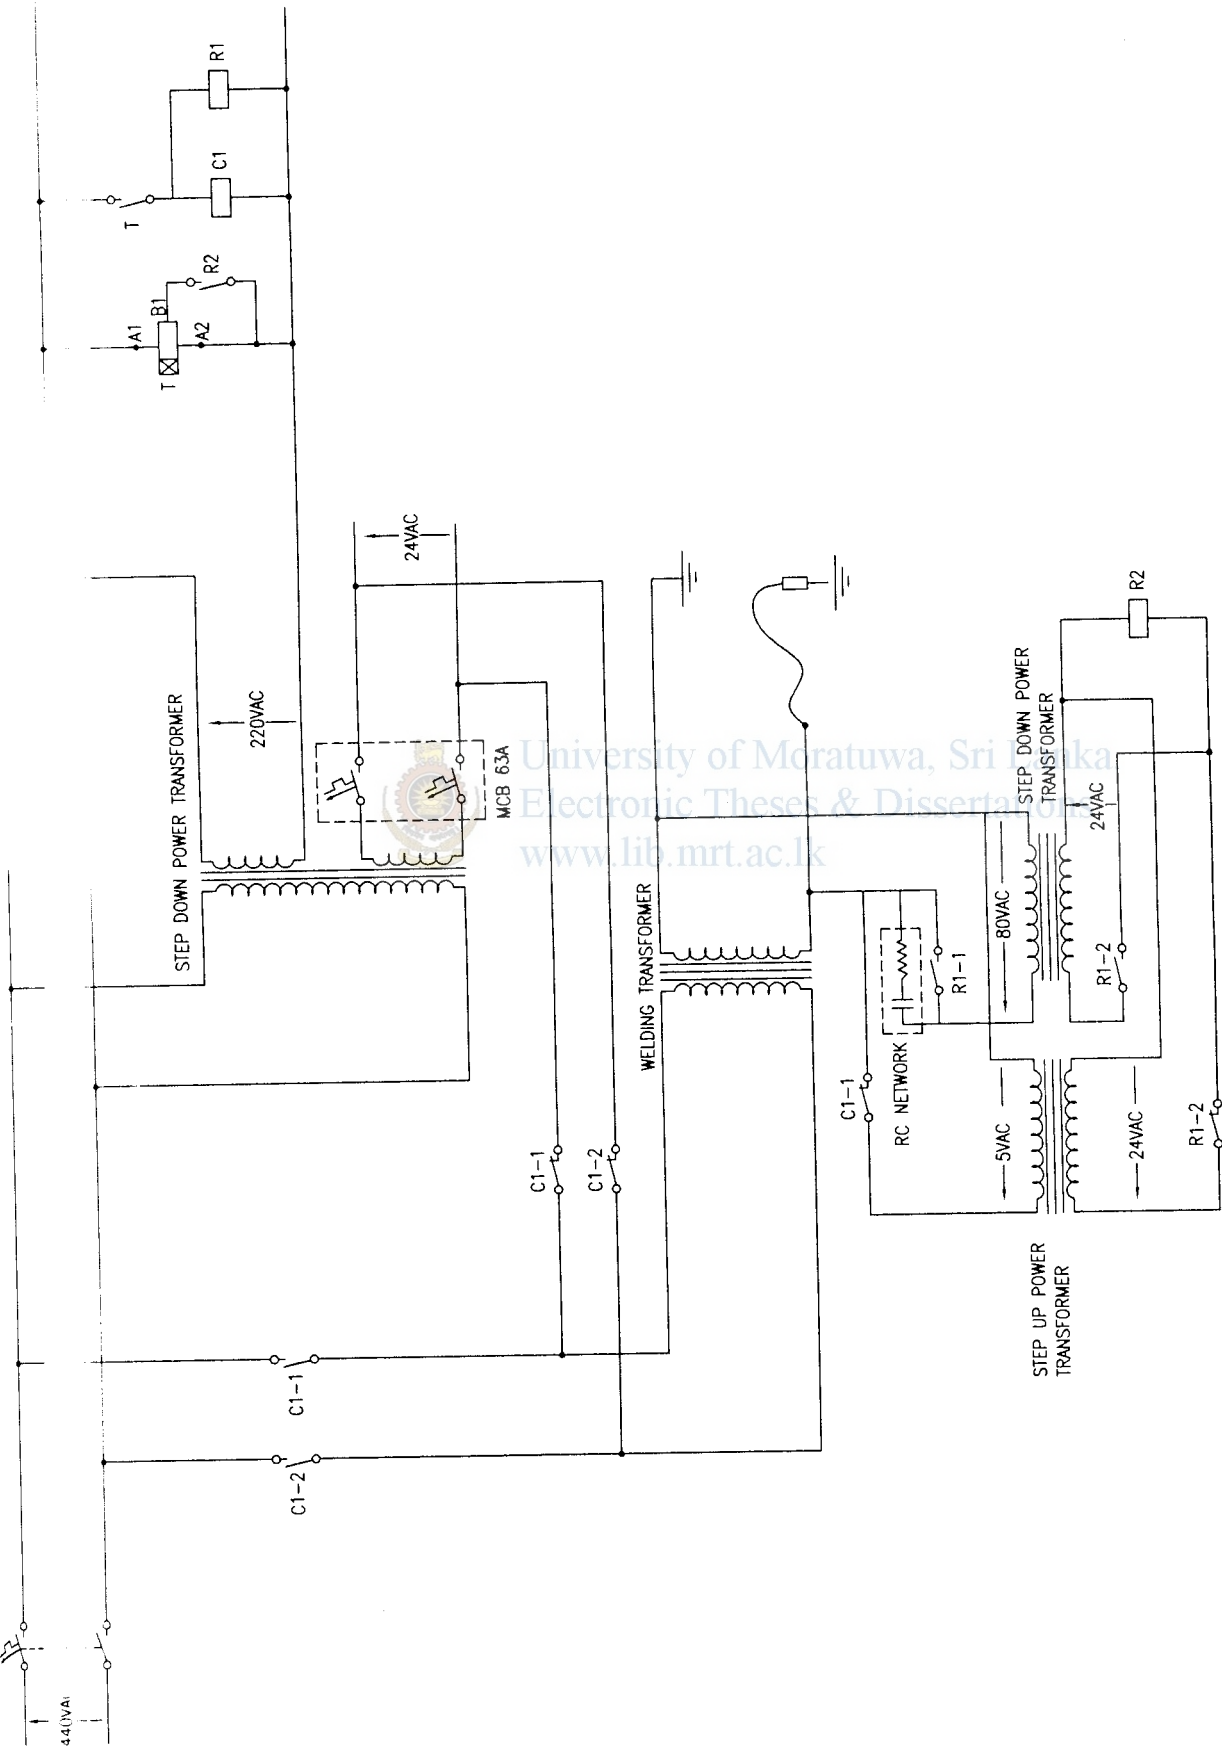 440VA
C1-2
C1-1
STEP DOWN POWER TRANSFORMER
220VAC
MCB 63A
24VAC
T
A1
B1
A2
R2
T
C1
R1
C1-1
C1-2
WELDING TRANSFORMER
C1-1
RC NETWORK
R1-1
STEP UP POWER
TRANSFORMER
5VAC
24VAC
80VAC
STEP DOWN POWER
TRANSFORMER
24VAC
R1-2
R1-2
R2
University of Moratuwa, Sri Lanka
Electronic Theses & Dissertations
www.lib.mrt.ac.lk